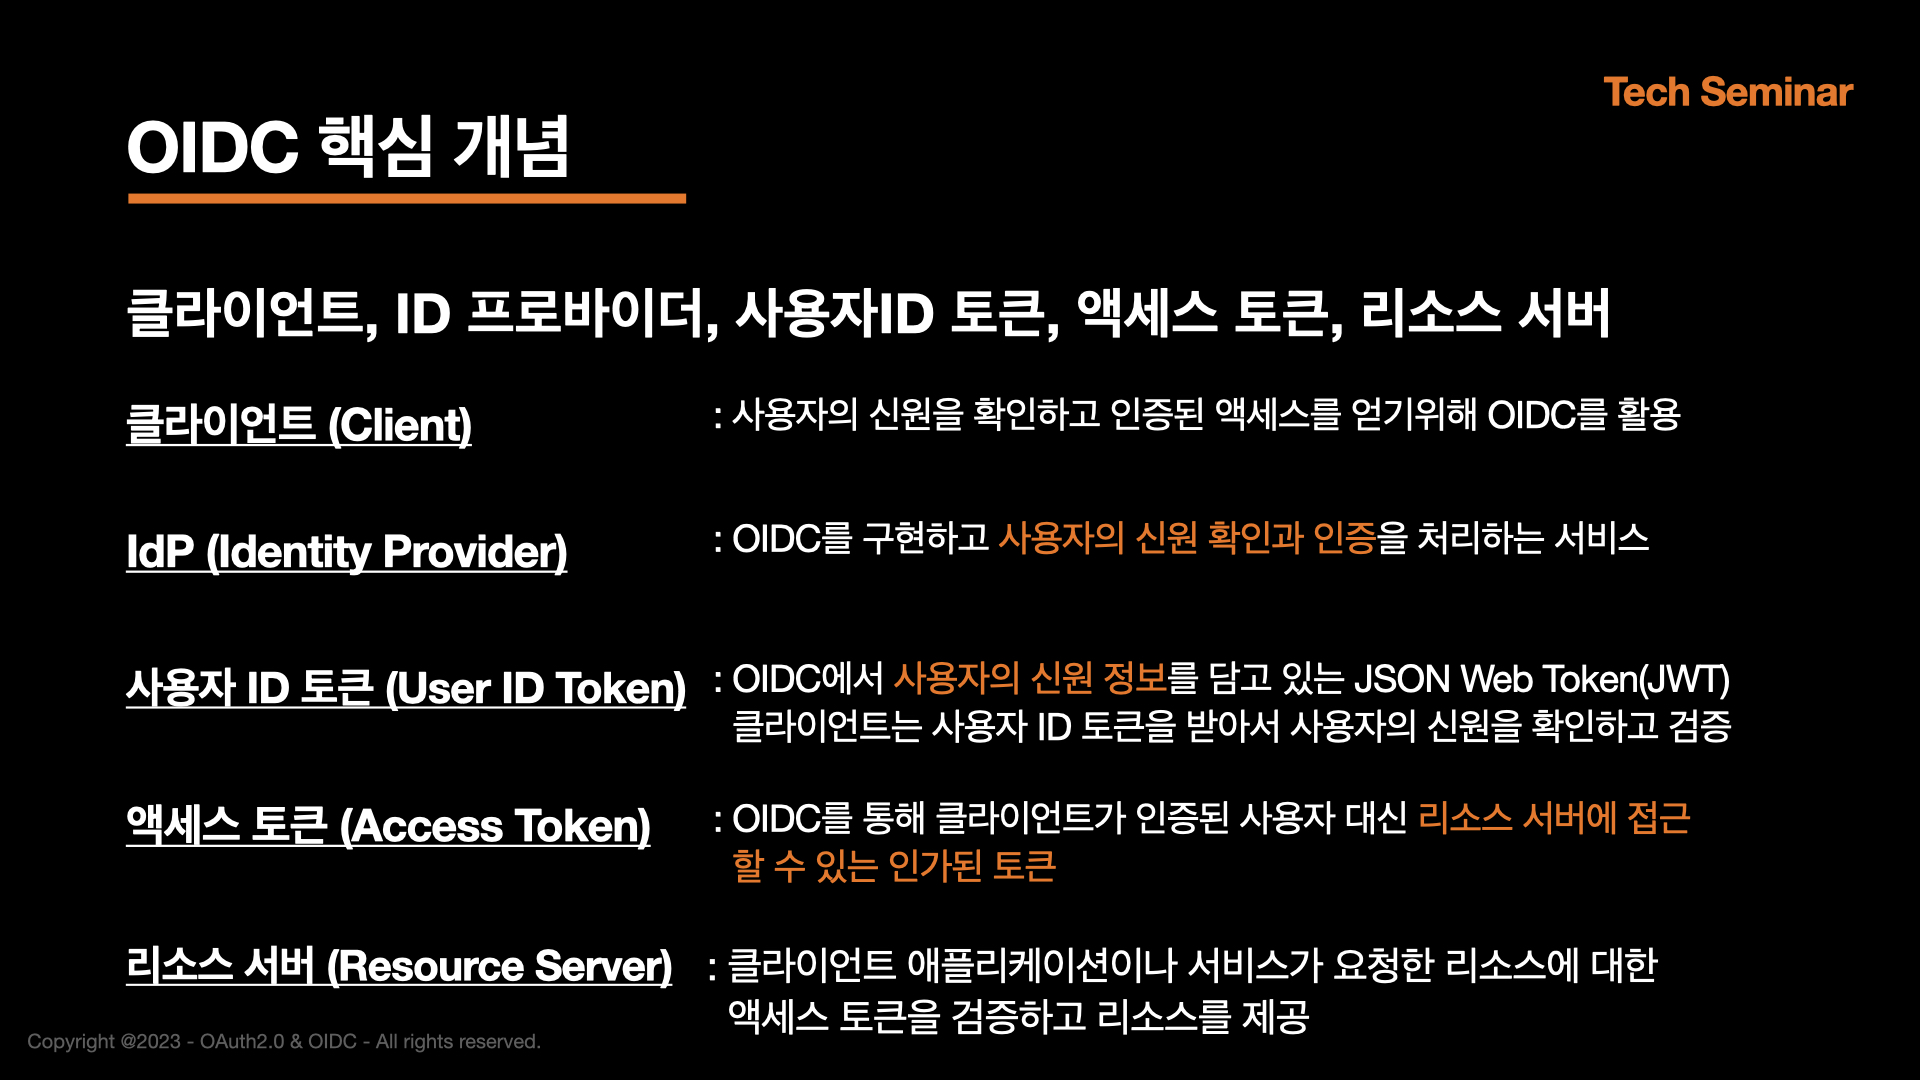 Tech Seminar
OIDC 핵심 개념
클라이언트, ID 프로바이더, 사용자ID 토큰, 액세스 토큰, 리소스 서버
클라이언트 (Client) : 사용자의 신원을 확인하고 인증된 액세스를 얻기위해 OIDC를 활용
IdP (Identity Provider) : OIDC를 구현하고 사용자의 신원 확인과 인증을 처리하는 서비스
사용자 ID 토큰 (User ID Token) : OIDC에서 사용자의 신원 정보를 담고 있는 JSON Web Token(JWT)
클라이언트는 사용자 ID 토큰을 받아서 사용자의 신원을 확인하고 검증
액세스 토큰 (Access Token) : OIDC를 통해 클라이언트가 인증된 사용자 대신 리소스 서버에 접근
할 수 있는 인가된 토큰
리소스 서버 (Resource Server) : 클라이언트 애플리케이션이나 서비스가 요청한 리소스에 대한
액세스 토큰을 검증하고 리소스를 제공
Copyright @2023 - OAuth2.0 & OIDC - All rights reserved.